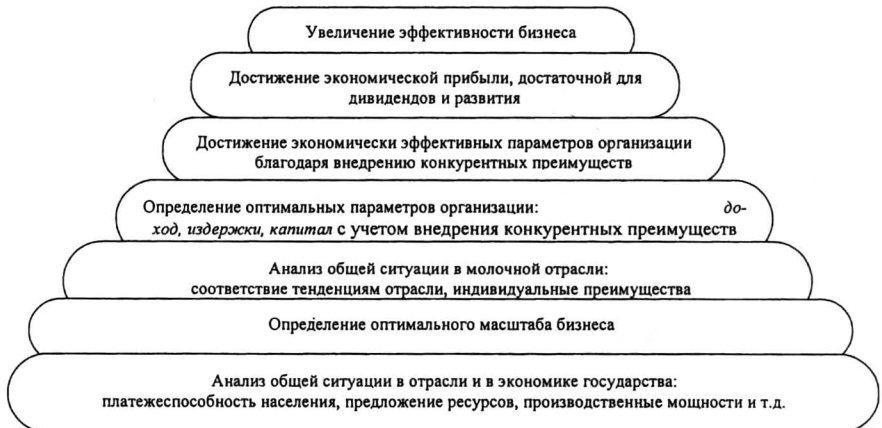 Увеличение эффективности бизнеса
Достижение экономической прибыли, достаточной для
дивидендов и развития
Достижение экономически эффективных параметров организации
благодаря внедрению конкурентных преимуществ
Определение оптимальных параметров организации: до-
ход, издержки, капитал с учетом внедрения конкурентных преимуществ
Анализ общей ситуации в молочной отрасли:
соответствие тенденциям отрасли, индивидуальные преимущества
Определение оптимального масштаба бизнеса
Анализ общей ситуации в отрасли и в экономике государства:
платежеспособность населения, предложение ресурсов, производственные мощности и т.д.